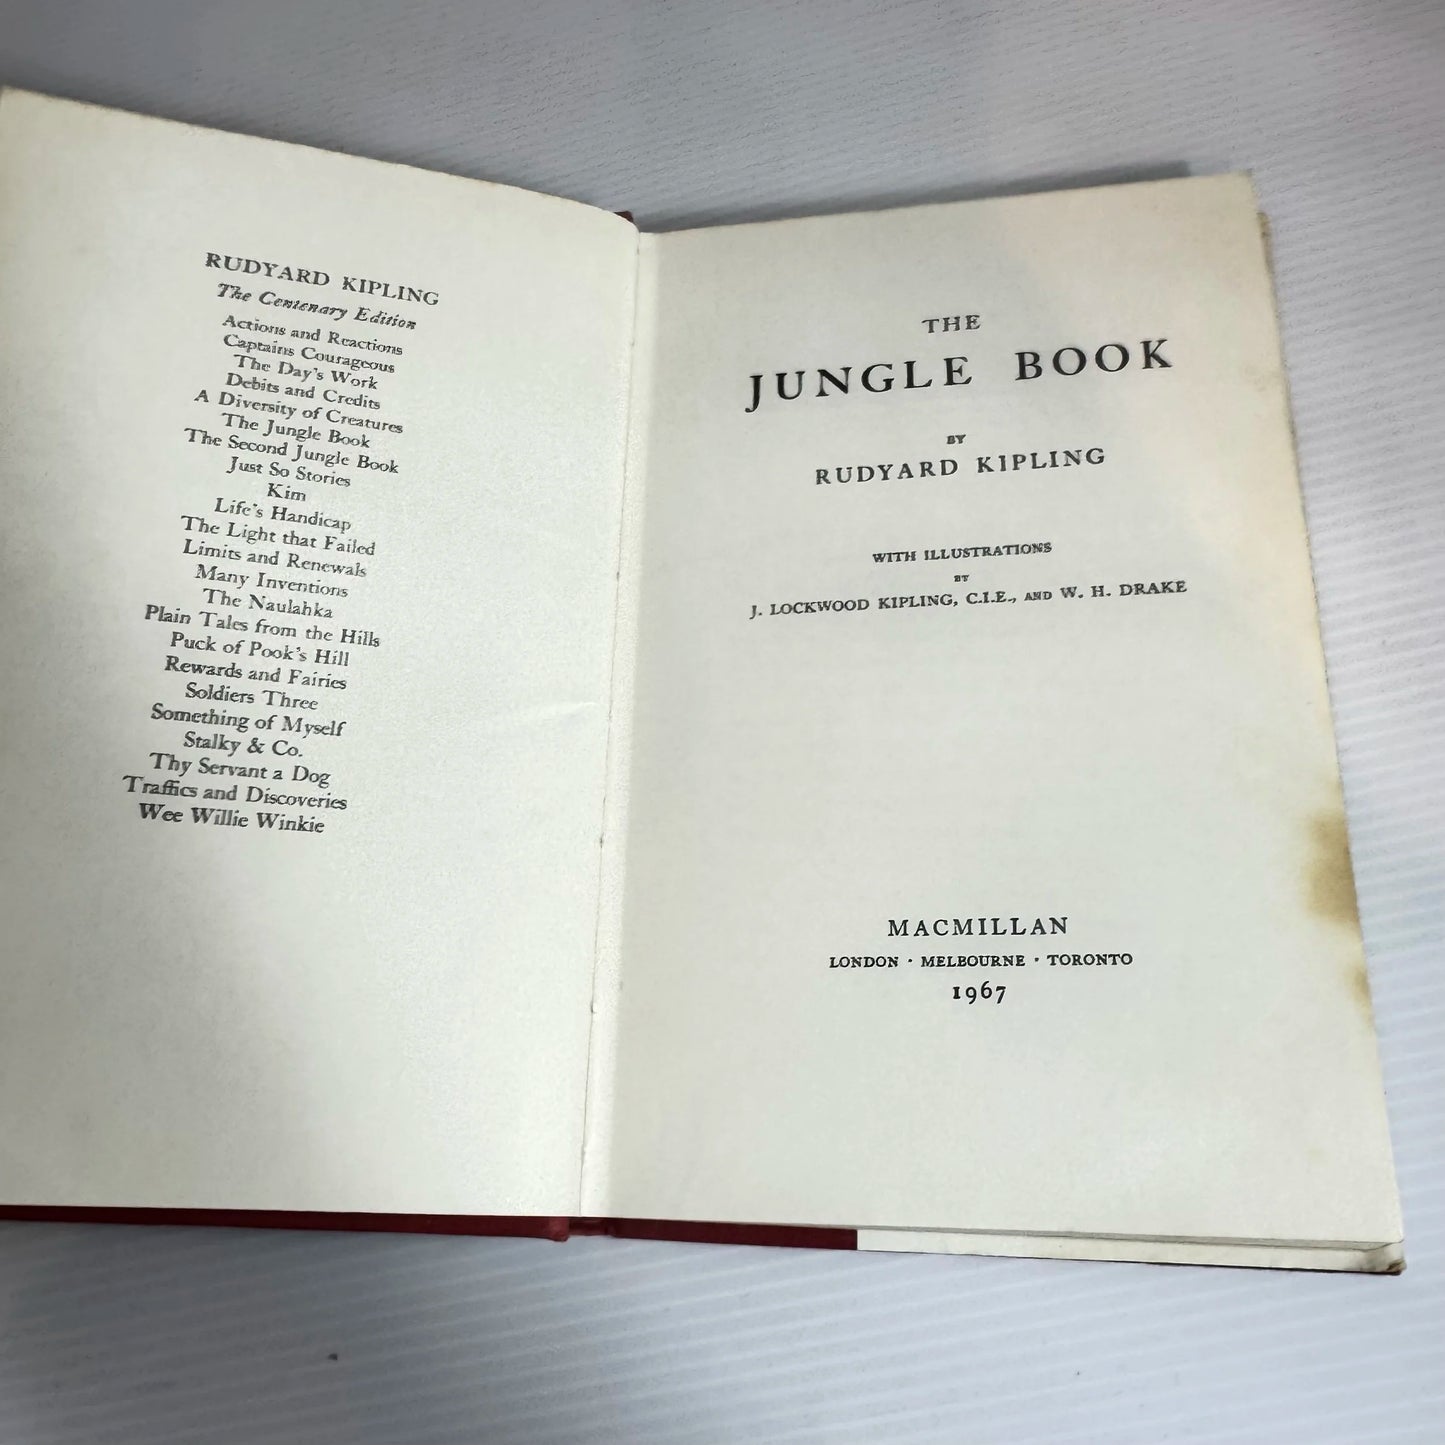 RUDYARD KIPLING
The Centenary Edition
Actions and Reactions
Captains Courageous
The Day's Work
Debits and Credits
A Diversity of Creatures
The Jungle Book
The Second Jungle Book
Just So Stories
Kim
Life's Handicap
The Light that Failed
Limits and Renewals
Many Inventions
The Naulahka
Plain Tales from the Hills
Puck of Pook's Hill
Rewards and Fairies
Soldiers Three
Something of Myself
Stalky & Co.
Thy Servant a Dog
Traffics and Discoveries
Wee Willie Winkie
THE
JUNGLE BOOK
BY
RUDYARD KIPLING
WITH ILLUSTRATIONS
BY
J. LOCKWOOD KIPLING, C.I.E., AND W. H. DRAKE
MACMILLAN
LONDON · MELBOURNE · TORONTO
1967